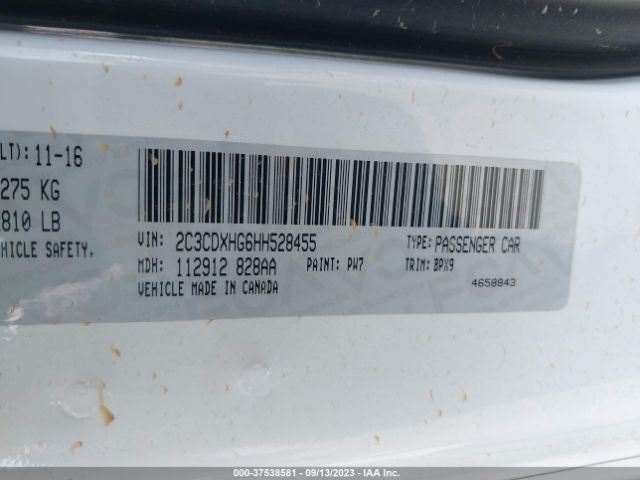 LT): 11-16
275 KG
810 LB
HICLE SAFETY,
VIN: 2C3CDXHG6HH528455
TYPE: PASSENGER CAR
MDH: 112912 828AA
PAINT: PW7
TRIM: BPX9
VEHICLE MADE IN CANADA
4658843
000-37538581 - 09/13/2023 - IAA Inc.